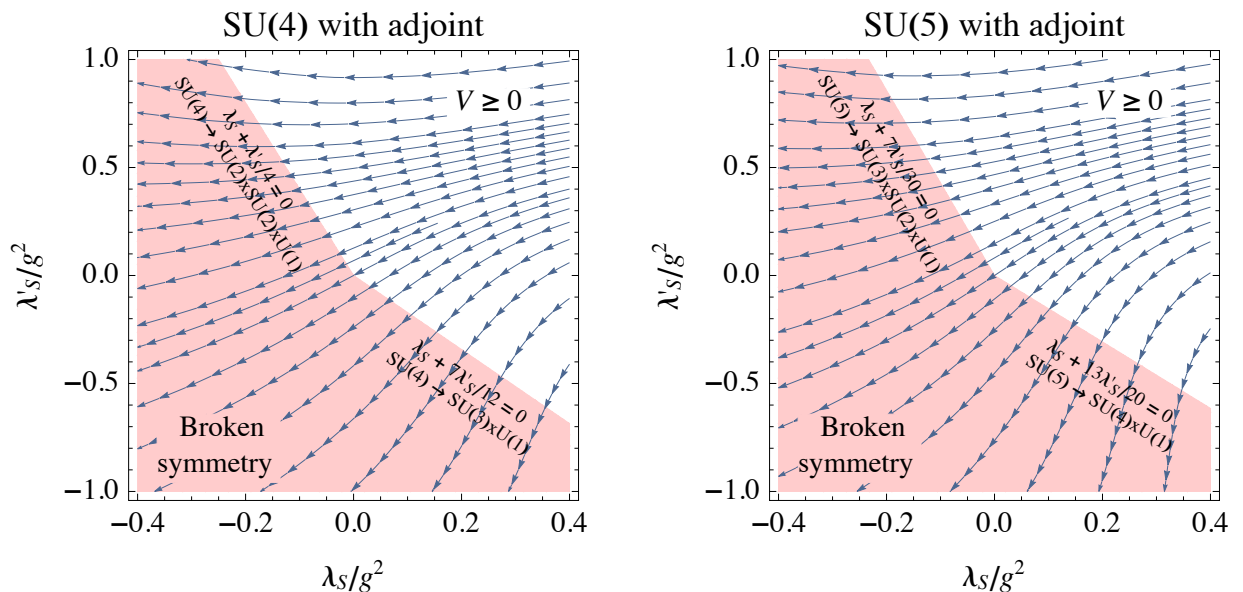 SU(4) with adjoint
1.0
0.5
0.0
−0.5
−1.0
λ'S/g²
V ≥ 0
λS + λ'S/4 = 0
SU(4) → SU(2)xSU(2)xU(1)
λS + 7λ'S/12 = 0
SU(4) → SU(3)xU(1)
Broken
symmetry
−0.4 −0.2 0.0 0.2 0.4
λS/g²
SU(5) with adjoint
1.0
0.5
0.0
−0.5
−1.0
λ'S/g²
V ≥ 0
λS + 7λ'S/30 = 0
SU(5) → SU(3)xSU(2)xU(1)
λS + 13λ'S/20 = 0
SU(5) → SU(4)xU(1)
Broken
symmetry
−0.4 −0.2 0.0 0.2 0.4
λS/g²